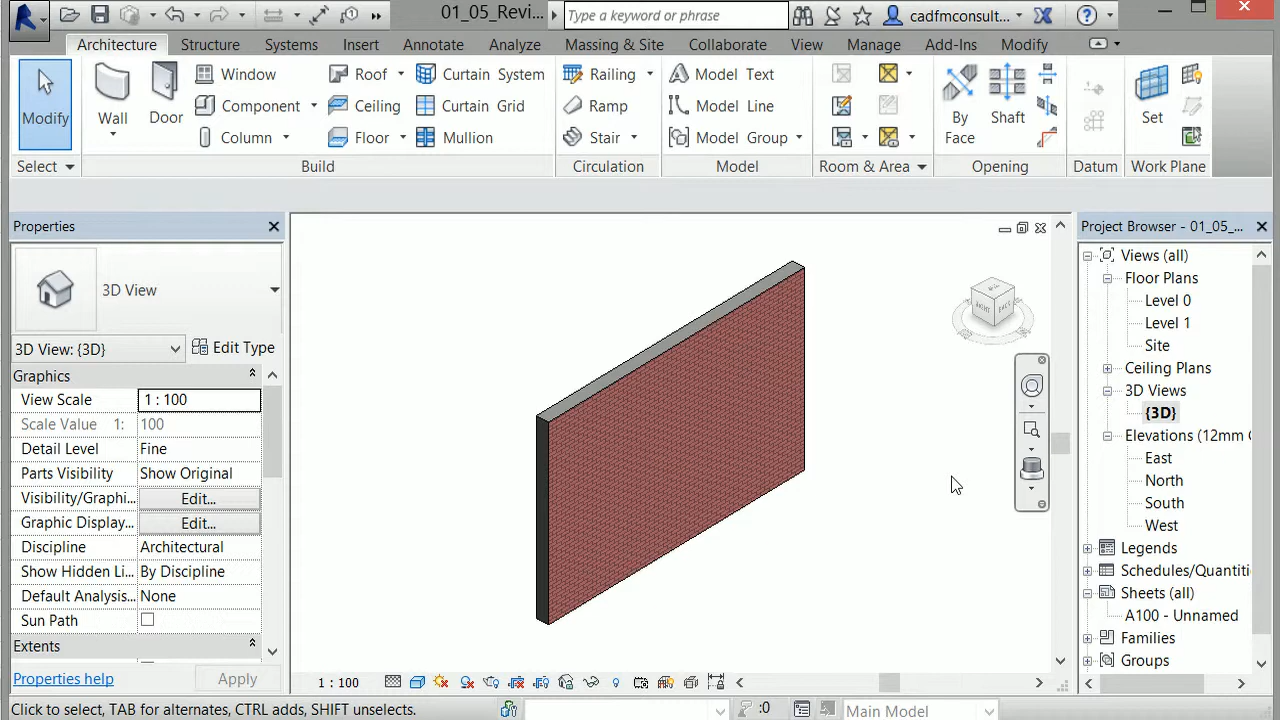 01_05_Revi...
Type a keyword or phrase
cadfmconsult...
Architecture Structure Systems Insert Annotate Analyze Massing & Site Collaborate View Manage Add-Ins Modify
Modify
Wall
Door
Window
Component
Column
Roof
Ceiling
Floor
Curtain System
Curtain Grid
Mullion
Railing
Ramp
Stair
Model Text
Model Line
Model Group
By
Face
Shaft
Set
Select Build Circulation Model Room & Area Opening Datum Work Plane
Properties
3D View
3D View: {3D} Edit Type
Graphics
View Scale 1 : 100
Scale Value 1: 100
Detail Level Fine
Parts Visibility Show Original
Visibility/Graphi... Edit...
Graphic Display... Edit...
Discipline Architectural
Show Hidden Li... By Discipline
Default Analysis... None
Sun Path
Extents
Properties help Apply
1 : 100
RIGHT
Project Browser - 01_05_...
Views (all)
Floor Plans
Level 0
Level 1
Site
Ceiling Plans
3D Views
{3D}
Elevations (12mm C
East
North
South
West
Legends
Schedules/Quantiti
Sheets (all)
A100 - Unnamed
Families
Groups
Click to select, TAB for alternates, CTRL adds, SHIFT unselects.
:0
Main Model